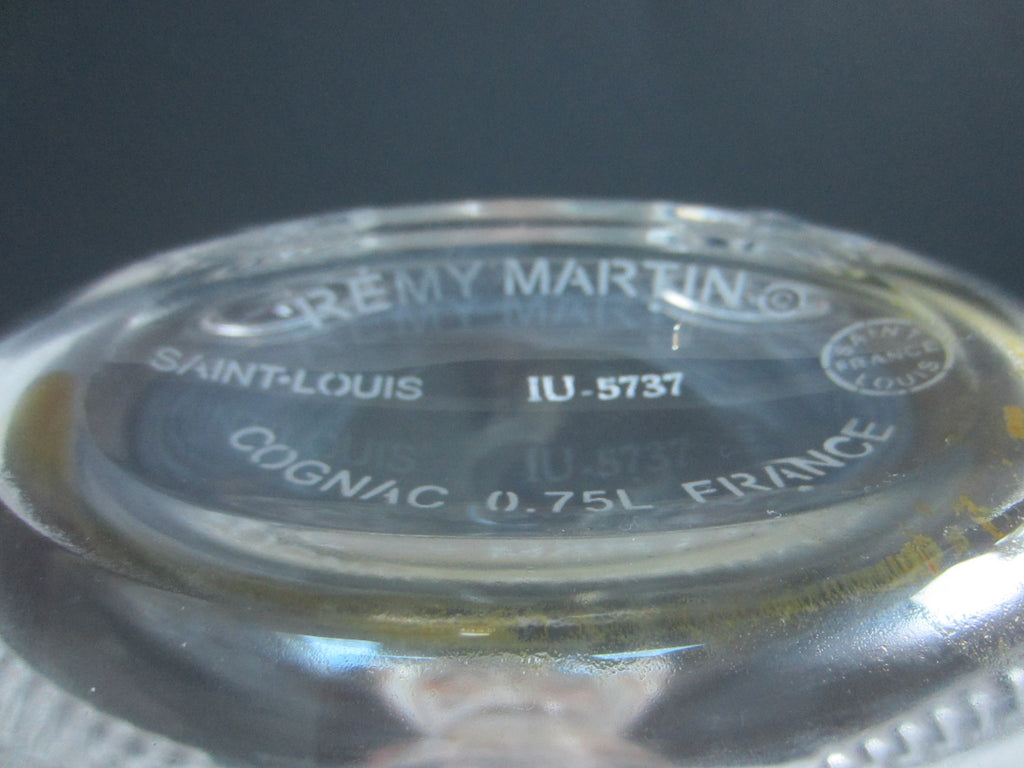 RÉMY MARTIN ©
SAINT-LOUIS IU-5737
SAINT
FRANCE
LOUIS
COGNAC 0.75L FRANCE